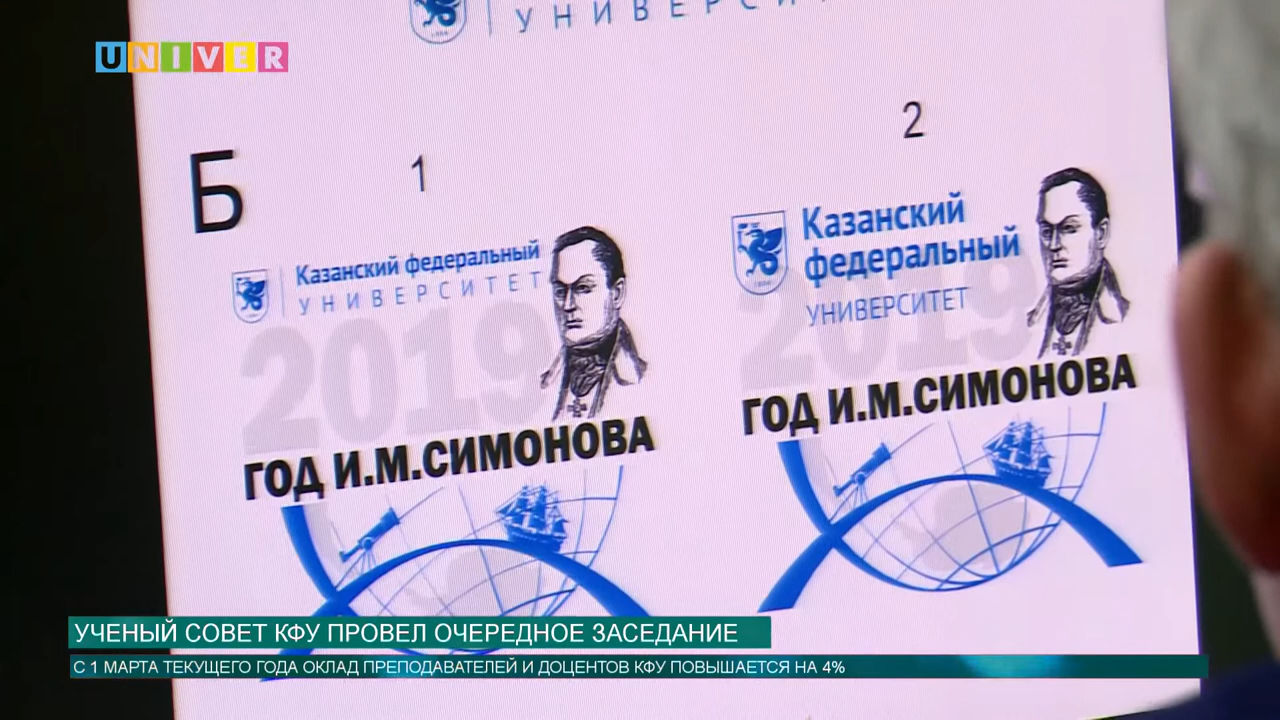 УНИВЕРСИТ
UNIVER
Б
1
2
Казанский федеральный
УНИВЕРСИТЕТ
2019
ГОД И.М.СИМОНОВА
Казанский
федеральный
УНИВЕРСИТЕТ
2019
ГОД И.М.СИМОНОВА
УЧЕНЫЙ СОВЕТ КФУ ПРОВЕЛ ОЧЕРЕДНОЕ ЗАСЕДАНИЕ
С 1 МАРТА ТЕКУЩЕГО ГОДА ОКЛАД ПРЕПОДАВАТЕЛЕЙ И ДОЦЕНТОВ КФУ ПОВЫШАЕТСЯ НА 4%